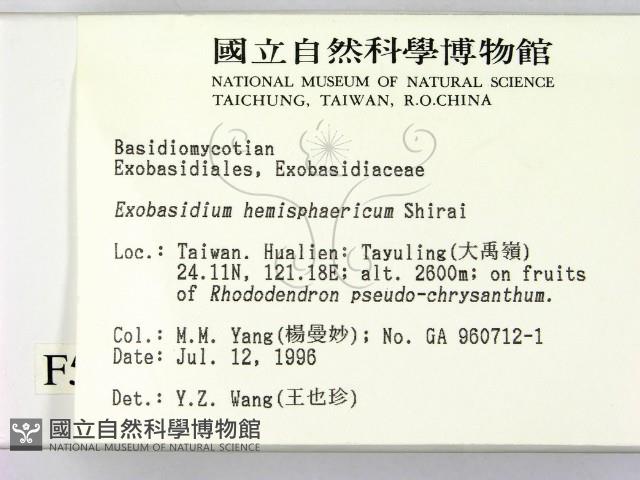 國立自然科學博物館
NATIONAL MUSEUM OF NATURAL SCIENCE
TAICHUNG, TAIWAN, R.O.CHINA
Basidiomycotian
Exobasidiales, Exobasidiaceae
Exobasidium hemisphaericum Shirai
Loc.: Taiwan. Hualien: Tayuling(大禹嶺)
24.11N, 121.18E; alt. 2600m; on fruits
of Rhododendron pseudo-chrysanthum.
Col.: M.M. Yang(楊曼妙); No. GA 960712-1
Date: Jul. 12, 1996
Det.: Y.Z. Wang(王也珍)
國立自然科學博物館
NATIONAL MUSEUM OF NATURAL SCIENCE